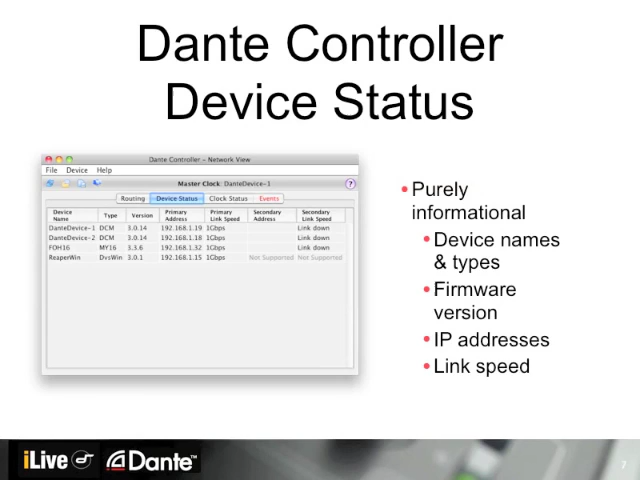 Dante Controller
Device Status
Dante Controller - Network View
File Device Help
Master Clock: DanteDevice-1
?
Routing Device Status Clock Status Events
Device Name Type Version Primary Address Primary Link Speed Secondary Address Secondary Link Speed
DanteDevice-1 DCM 3.0.14 192.168.1.19 1Gbps Link down
DanteDevice-2 DCM 3.0.14 192.168.1.18 1Gbps Link down
FOH16 MY16 3.3.6 192.168.1.32 1Gbps Link down
ReaperWin DvsWin 3.0.1 192.168.1.15 1Gbps Not Supported Not Supported
• Purely
informational
• Device names
& types
• Firmware
version
• IP addresses
• Link speed
iLive Dante™
7